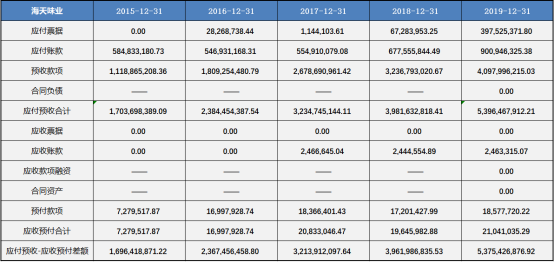 海天味业 2015-12-31 2016-12-31 2017-12-31 2018-12-31 2019-12-31
应付票据 0.00 28,268,738.44 1,144,103.61 67,283,953.25 397,525,371.80
应付账款 584,833,180.73 546,931,168.31 554,910,079.08 677,555,844.49 900,946,325.38
预收款项 1,118,865,208.36 1,809,254,480.79 2,678,690,961.42 3,236,793,020.67 4,097,996,215.03
合同负债 —— —— —— —— 0.00
应付预收合计 1,703,698,389.09 2,384,454,387.54 3,234,745,144.11 3,981,632,818.41 5,396,467,912.21
应收票据 0.00 0.00 0.00 0.00 0.00
应收账款 0.00 0.00 2,466,645.04 2,444,554.89 2,463,315.07
应收款项融资 —— —— —— —— 0.00
合同资产 —— —— —— —— 0.00
预付款项 7,279,517.87 16,997,928.74 18,366,401.43 17,201,427.99 18,577,720.22
应收预付合计 7,279,517.87 16,997,928.74 20,833,046.47 19,645,982.88 21,041,035.29
应付预收-应收预付差额 1,696,418,871.22 2,367,456,458.80 3,213,912,097.64 3,961,986,835.53 5,375,426,876.92